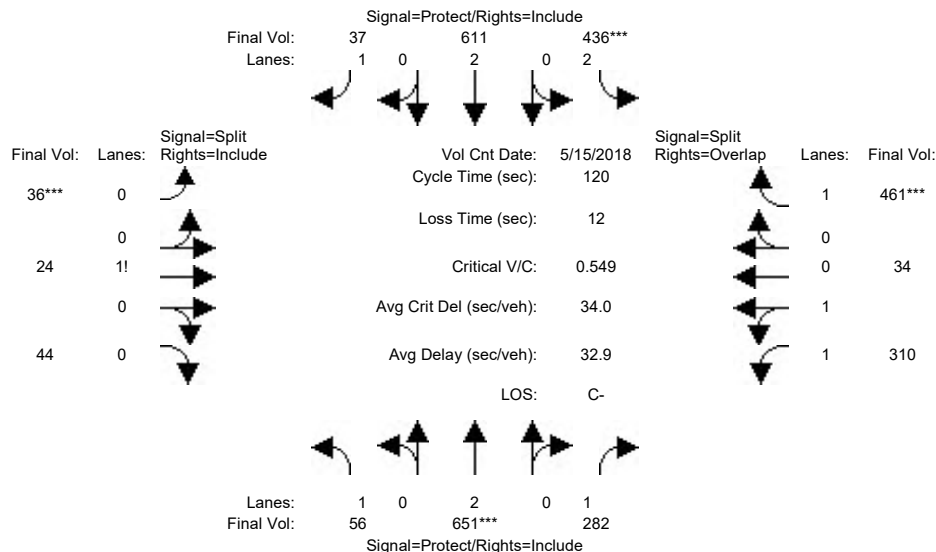 Signal=Protect/Rights=Include
Final Vol: 37 611 436***
Lanes: 1 0 2 0 2
Signal=Split Signal=Split
Final Vol: Lanes: Rights=Include Vol Cnt Date: 5/15/2018 Rights=Overlap Lanes: Final Vol:
Cycle Time (sec): 120
36*** 0 1 461***
Loss Time (sec): 12
0 0
24 1! Critical V/C: 0.549 0 34
0 Avg Crit Del (sec/veh): 34.0 1
44 0 Avg Delay (sec/veh): 32.9 1 310
LOS: C-
Lanes: 1 0 2 0 1
Final Vol: 56 651*** 282
Signal=Protect/Rights=Include